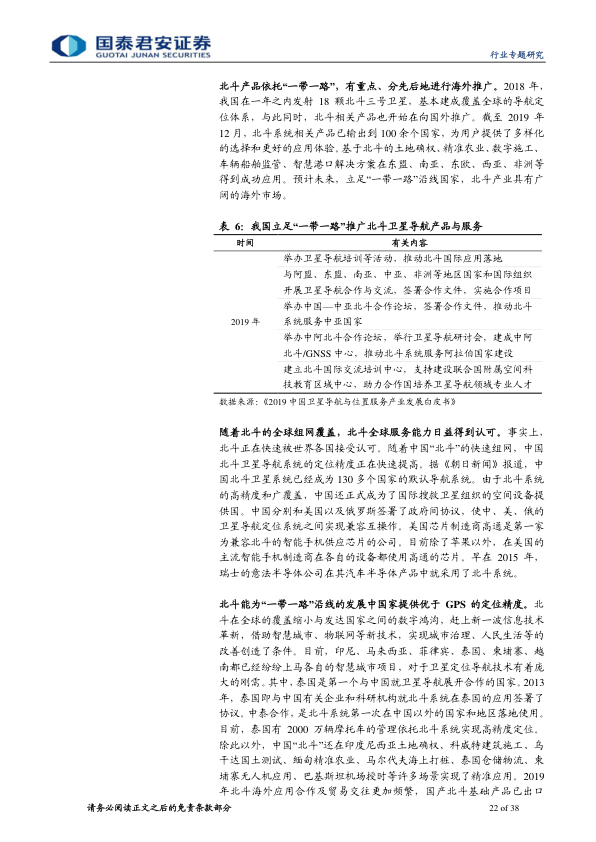 国泰君安证券
GUOTAI JUNAN SECURITIES
行业专题研究
北斗产品依托“一带一路”，有重点、分先后地进行海外推广。2018 年，
我国在一年之内发射 18 颗北斗三号卫星，基本建成覆盖全球的导航定
位体系，与此同时，北斗相关产品也开始在向国外推广。截至 2019 年
12 月，北斗系统相关产品已输出到 100 余个国家，为用户提供了多样化
的选择和更好的应用体验。基于北斗的土地确权、精准农业、数字施工、
车辆船舶监管、智慧港口解决方案在东盟、南亚、东欧、西亚、非洲等
得到成功应用。预计未来，立足“一带一路”沿线国家，北斗产业具有广
阔的海外市场。
表 6：我国立足“一带一路”推广北斗卫星导航产品与服务
时间 有关内容
举办卫星导航培训等活动，推动北斗国际应用落地
与阿盟、东盟、南亚、中亚、非洲等地区国家和国际组织
开展卫星导航合作与交流，签署合作文件，实施合作项目
举办中国—中亚北斗合作论坛，签署合作文件，推动北斗
2019 年 系统服务中亚国家
举办中阿北斗合作论坛，举行卫星导航研讨会，建成中阿
北斗/GNSS 中心，推动北斗系统服务阿拉伯国家建设
建立北斗国际交流培训中心，支持建设联合国附属空间科
技教育区域中心，助力合作国培养卫星导航领域专业人才
数据来源：《2019 中国卫星导航与位置服务产业发展白皮书》
随着北斗的全球组网覆盖，北斗全球服务能力日益得到认可。事实上，
北斗正在快速被世界各国接受认可。随着中国“北斗”的快速组网，中国
北斗卫星导航系统的定位精度正在快速提高。据《朝日新闻》报道，中
国北斗卫星系统已经成为 130 多个国家的默认导航系统。由于北斗系统
的高精度和广覆盖，中国还正式成为了国际搜救卫星组织的空间设备提
供国。中国分别和美国以及俄罗斯签署了政府间协议，使中、美、俄的
卫星导航定位系统之间实现兼容互操作。美国芯片制造商高通是第一家
为兼容北斗的智能手机供应芯片的公司。目前除了苹果以外，在美国的
主流智能手机制造商在各自的设备都使用高通的芯片。早在 2015 年，
瑞士的意法半导体公司在其汽车半导体产品中就采用了北斗系统。
北斗能为“一带一路”沿线的发展中国家提供优于 GPS 的定位精度。北
斗在全球的覆盖缩小与发达国家之间的数字鸿沟，赶上新一波信息技术
革新，借助智慧城市、物联网等新技术，实现城市治理、人民生活等的
改善创造了条件。目前，印尼、马来西亚、菲律宾、泰国、柬埔寨、越
南都已经纷纷上马各自的智慧城市项目，对于卫星定位导航技术有着庞
大的刚需。其中，泰国是第一个与中国就卫星导航展开合作的国家。2013
年，泰国即与中国有关企业和科研机构就北斗系统在泰国的应用签署了
协议。中泰合作，是北斗系统第一次在中国以外的国家和地区落地使用。
目前，泰国有 2000 万辆摩托车的管理依托北斗系统实现高精度定位。
除此以外，中国“北斗”还在印度尼西亚土地确权、科威特建筑施工、乌
干达国土测试、缅甸精准农业、马尔代夫海上打桩、泰国仓储物流、柬
埔寨无人机应用、巴基斯坦机场授时等许多场景实现了精准应用。2019
年北斗海外应用合作及贸易交往更加频繁，国产北斗基础产品已出口
请务必阅读正文之后的免责条款部分
22 of 38